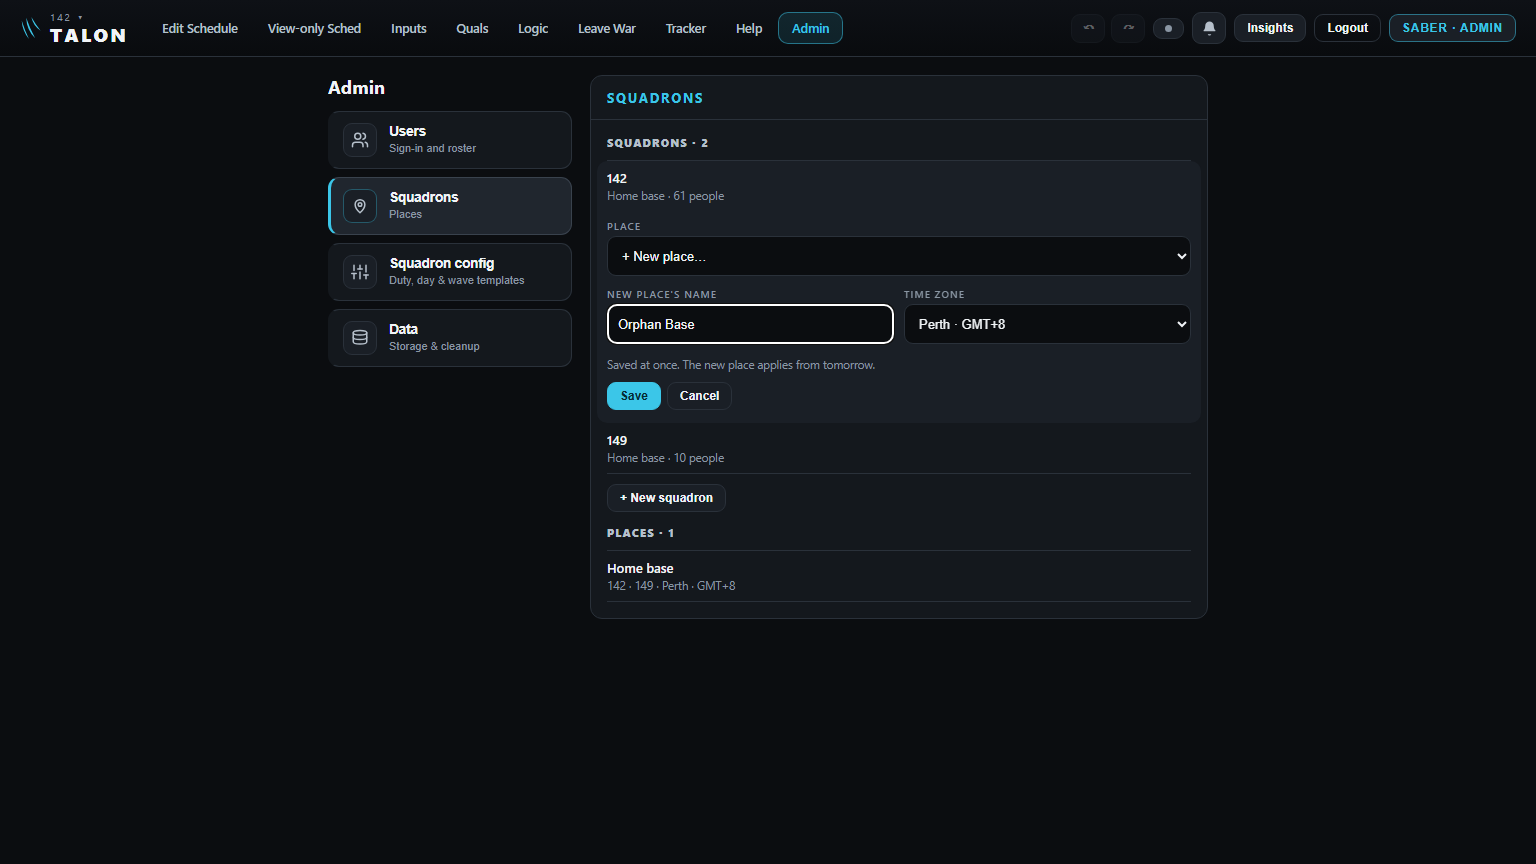 142 ▾
TALON
Edit Schedule
View-only Sched
Inputs
Quals
Logic
Leave War
Tracker
Help
Admin
Insights
Logout
SABER · ADMIN
Admin
Users
Sign-in and roster
Squadrons
Places
Squadron config
Duty, day & wave templates
Data
Storage & cleanup
SQUADRONS
SQUADRONS · 2
142
Home base · 61 people
PLACE
+ New place...
NEW PLACE'S NAME
TIME ZONE
Orphan Base
Perth · GMT+8
Saved at once. The new place applies from tomorrow.
Save
Cancel
149
Home base · 10 people
+ New squadron
PLACES · 1
Home base
142 · 149 · Perth · GMT+8